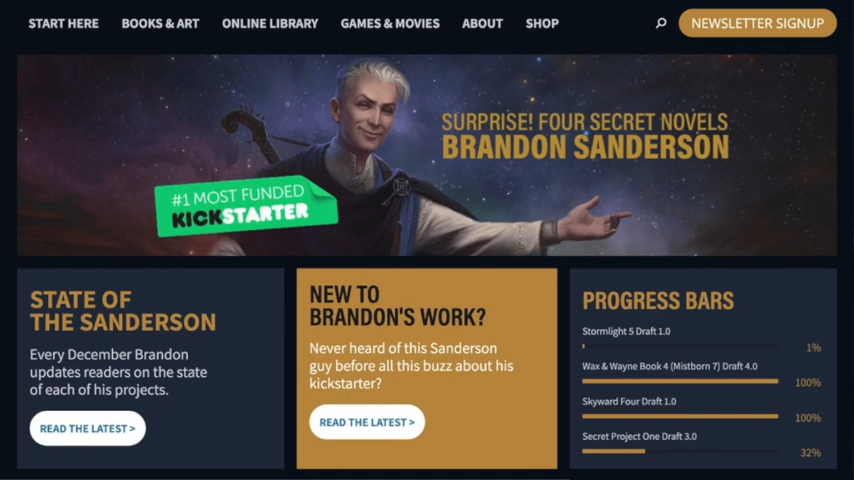 START HERE
BOOKS & ART
ONLINE LIBRARY
GAMES & MOVIES
ABOUT
SHOP
NEWSLETTER SIGNUP
SURPRISE! FOUR SECRET NOVELS
BRANDON SANDERSON
#1 MOST FUNDED
KICKSTARTER
STATE OF
THE SANDERSON
Every December Brandon
updates readers on the state
of each of his projects.
READ THE LATEST >
NEW TO
BRANDON'S WORK?
Never heard of this Sanderson
guy before all this buzz about his
kickstarter?
READ THE LATEST >
PROGRESS BARS
Stormlight 5 Draft 1.0
1%
Wax & Wayne Book 4 (Mistborn 7) Draft 4.0
100%
Skyward Four Draft 1.0
100%
Secret Project One Draft 3.0
32%